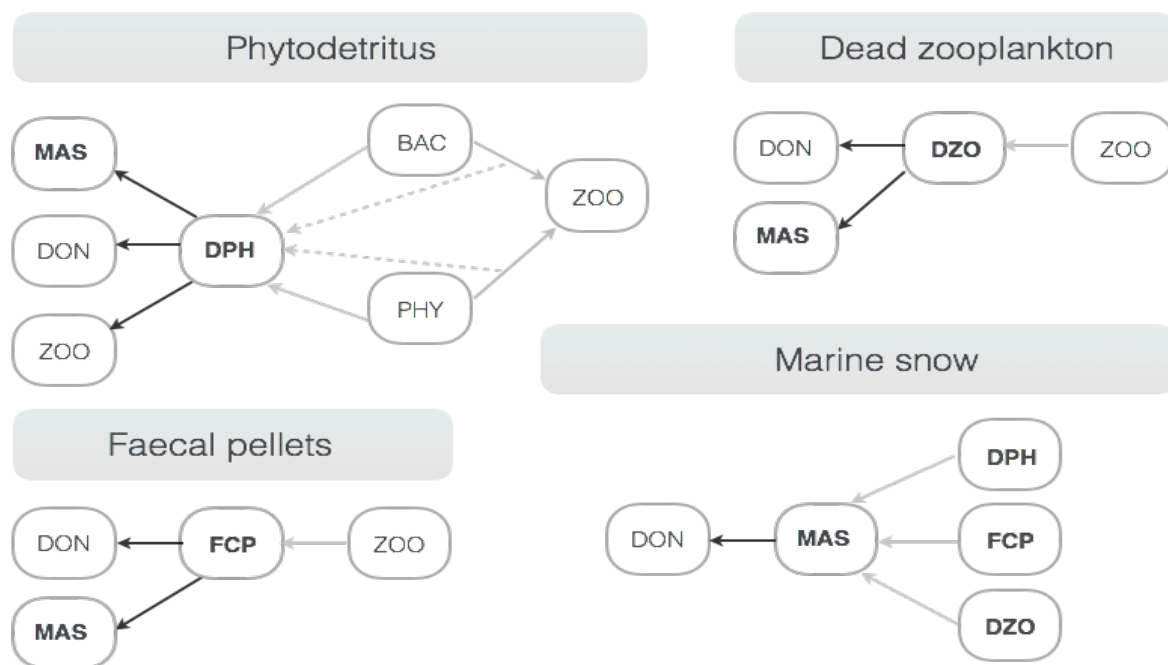 Phytodetritus
MAS
BAC
ZOO
DON
DPH
PHY
ZOO
Dead zooplankton
DON
DZO
ZOO
MAS
Faecal pellets
DON
FCP
ZOO
MAS
Marine snow
DPH
DON
MAS
FCP
DZO